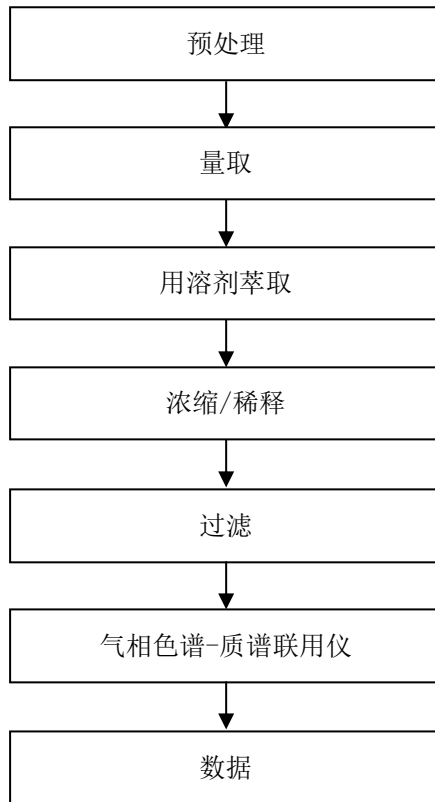 预处理
量取
用溶剂萃取
浓缩/稀释
过滤
气相色谱-质谱联用仪
数据